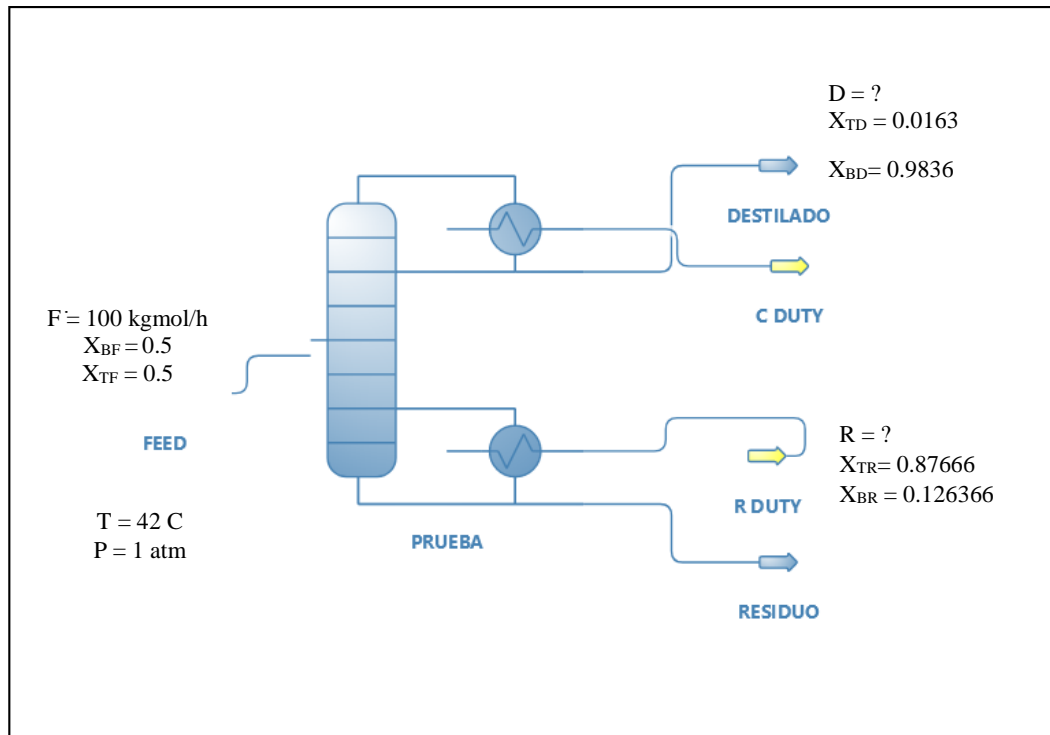 D = ?
XTD = 0.0163
XBD= 0.9836
DESTILADO
C DUTY
F = 100 kgmol/h
XBF = 0.5
XTF = 0.5
FEED
T = 42 C
P = 1 atm
PRUEBA
R = ?
XTR= 0.87666
XBR = 0.126366
R DUTY
RESIDUO